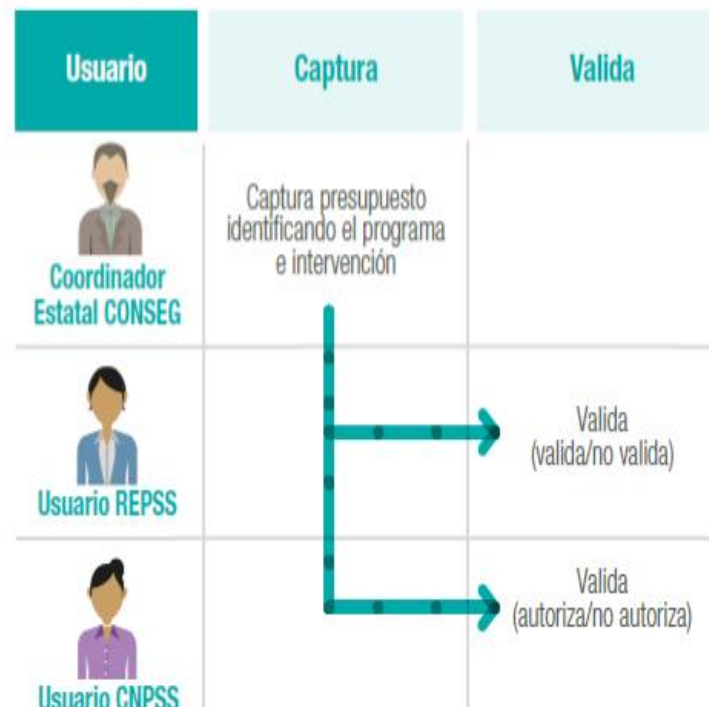 Usuario Captura Valida
Captura presupuesto
identificando el programa
e intervención
Coordinador
Estatal CONSEG
Valida
(valida/no valida)
Usuario REPSS
Valida
(autoriza/no autoriza)
Usuario CNPSS